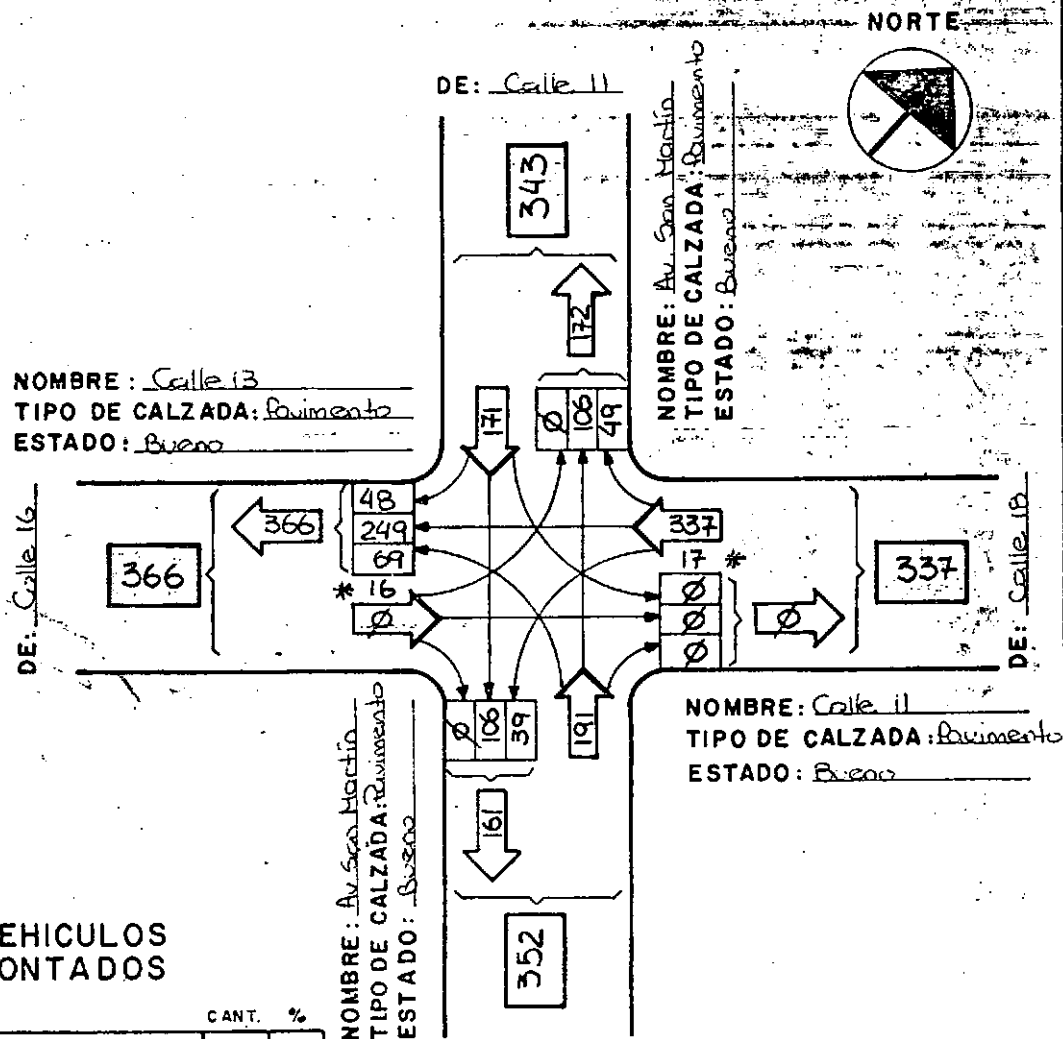 NORTE
DE: Calle 11
343
NOMBRE: Av. San Martín
TIPO DE CALZADA: Pavimento
ESTADO: Bueno
172
NOMBRE: Calle 13
TIPO DE CALZADA: Pavimento
ESTADO: Bueno
171
Ø 106 49
DE: Calle 16
366
366
48
249
69
337
17 *
Ø
Ø
Ø
Ø
337
DE: Calle 18
* 16
Ø
Ø 106 39
191
NOMBRE: Calle 11
TIPO DE CALZADA: Pavimento
ESTADO: Bueno
161
NOMBRE: Av San Martín
TIPO DE CALZADA: Pavimento
ESTADO: Bueno
352
EHICULOS
ONTADOS
CANT. %